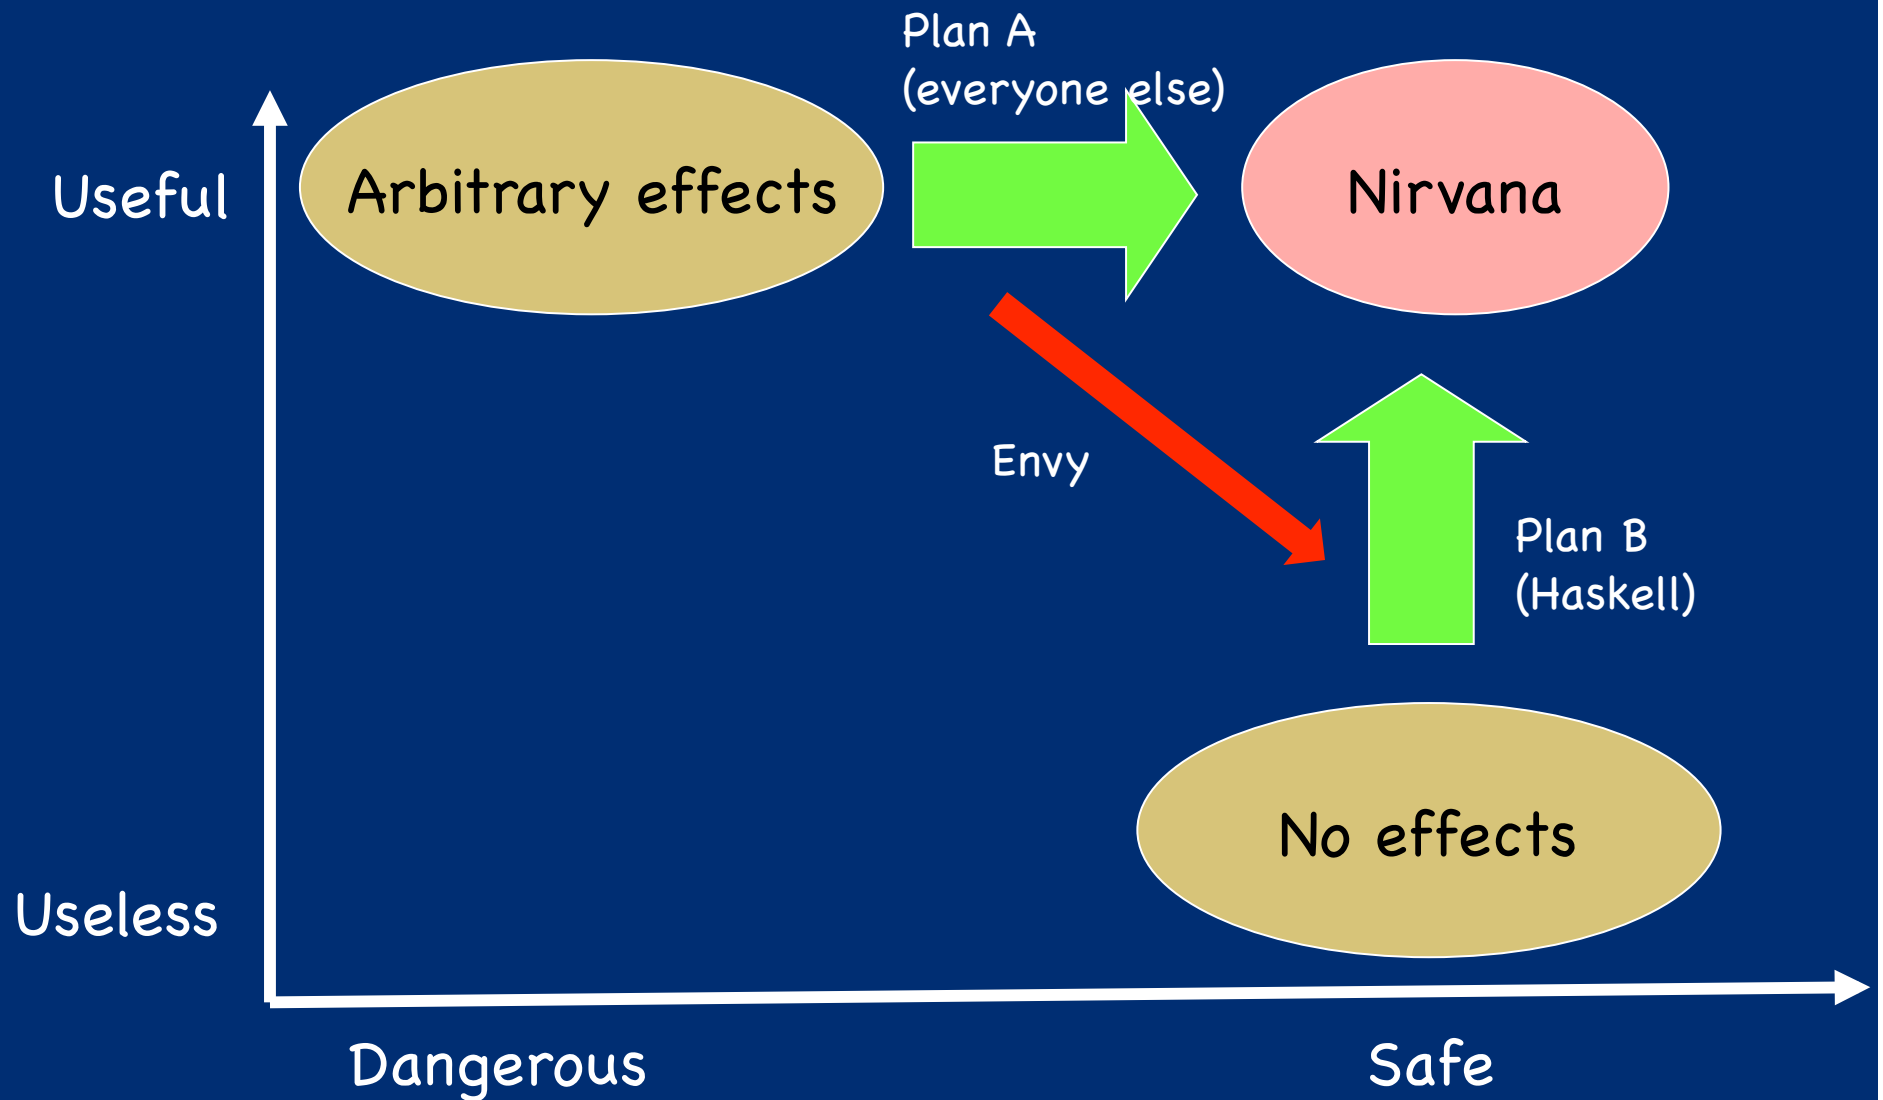 Plan A
(everyone else)
Useful
Arbitrary effects
Nirvana
Envy
Plan B
(Haskell)
No effects
Useless
Dangerous
Safe